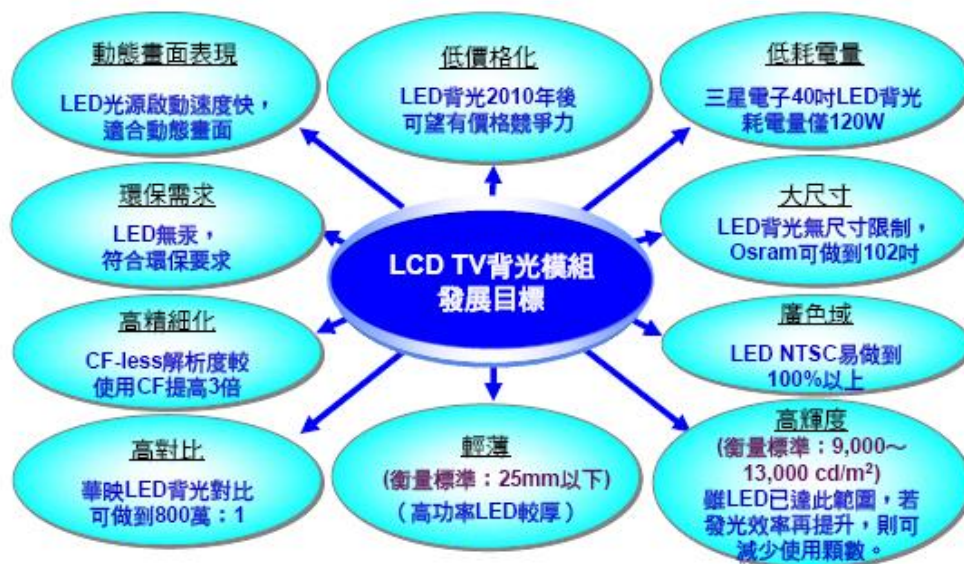 動態畫面表現
LED光源啟動速度快，
適合動態畫面
低價格化
LED背光2010年後
可望有價格競爭力
低耗電量
三星電子40吋LED背光
耗電量僅120W
環保需求
LED無汞，
符合環保要求
大尺寸
LED背光無尺寸限制，
Osram可做到102吋
LCD TV背光模組
發展目標
高精細化
CF-less解析度較
使用CF提高3倍
廣色域
LED NTSC易做到
100%以上
高對比
華映LED背光對比
可做到800萬：1
輕薄
(衡量標準：25mm以下)
（高功率LED較厚）
高輝度
(衡量標準：9,000～
13,000 cd/m²)
雖LED已達此範圍，若
發光效率再提升，則可
減少使用顆數。